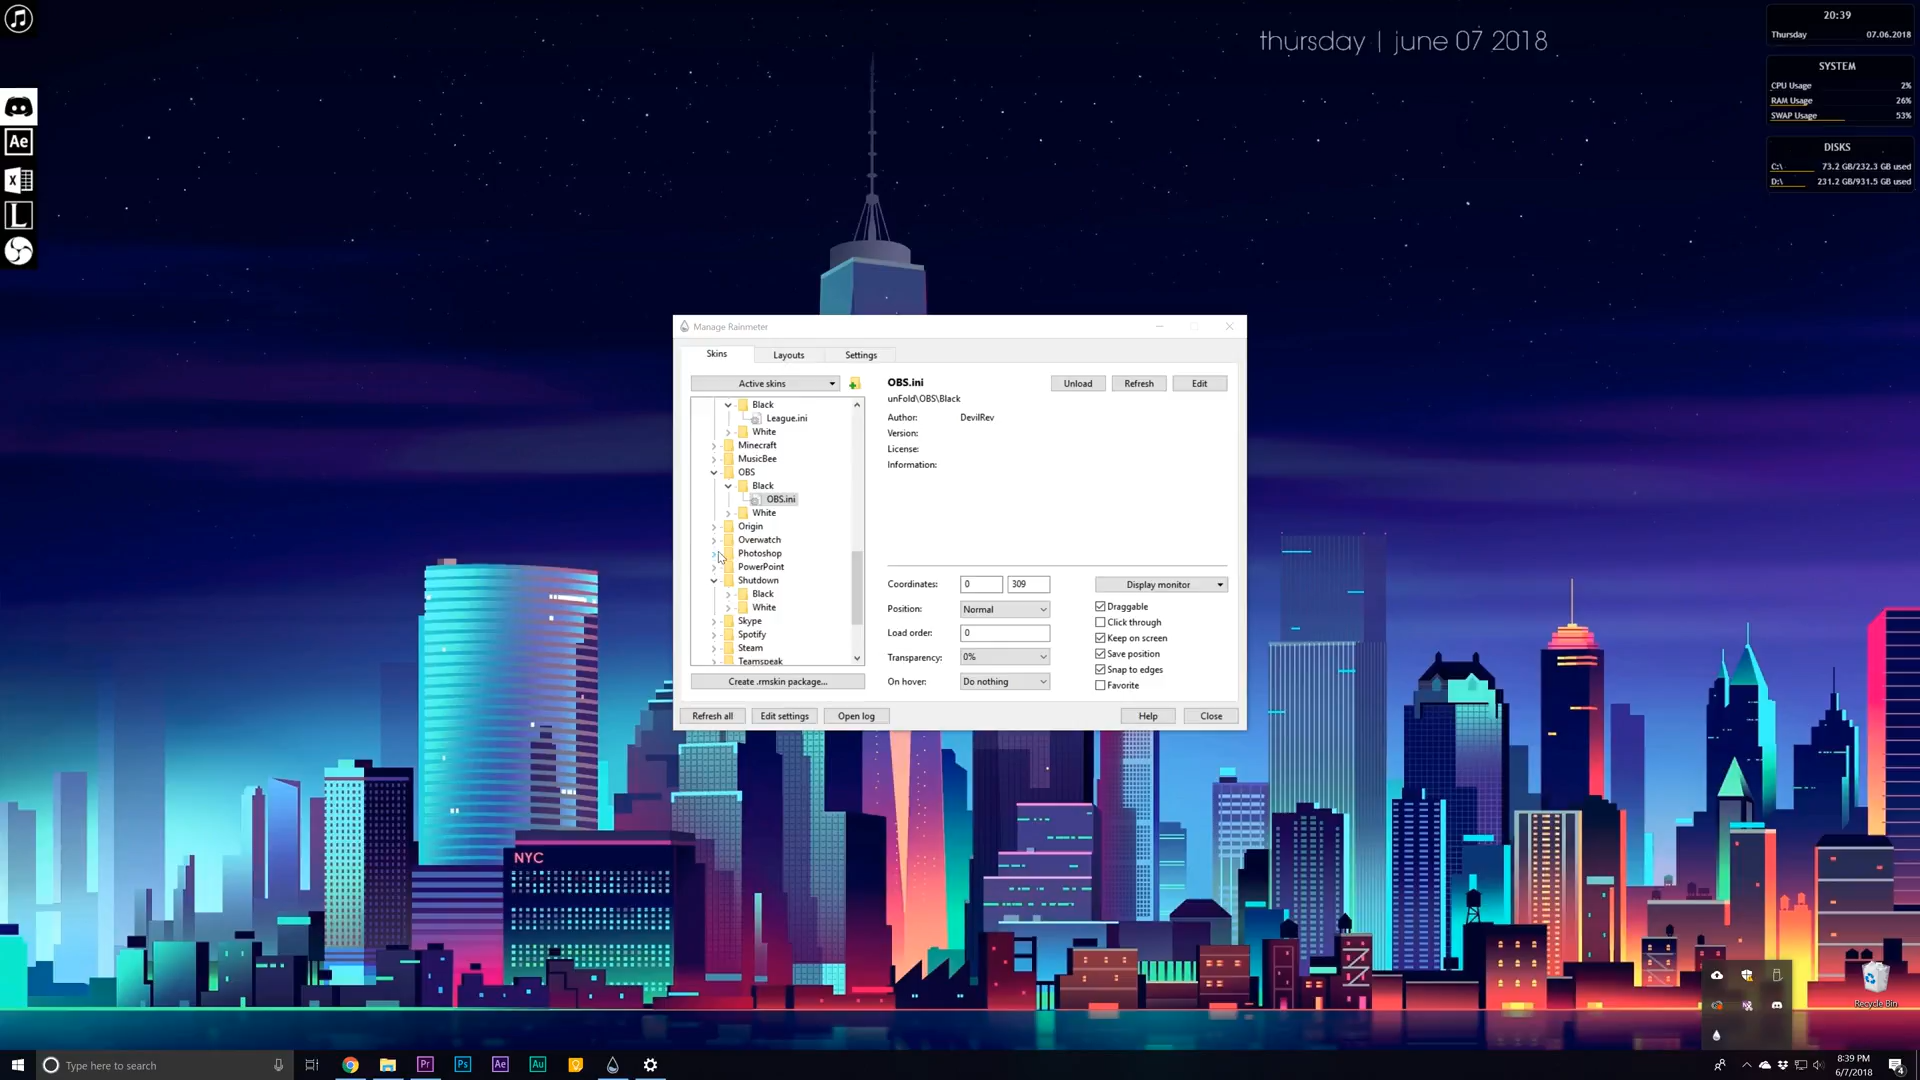 thursday | june 07 2018
20:39
Thursday 07.06.2018
SYSTEM
CPU Usage 2%
RAM Usage 26%
SWAP Usage 53%
DISKS
C:\ 73.2 GB/232.3 GB used
D:\ 231.2 GB/931.5 GB used
Ae
L
Manage Rainmeter
Skins Layouts Settings
Active skins
Black
League.ini
White
Minecraft
MusicBee
OBS
Black
OBS.ini
White
Origin
Overwatch
Photoshop
PowerPoint
Shutdown
Black
White
Skype
Spotify
Steam
Teamspeak
Create .rmskin package...
OBS.ini
Unload Refresh Edit
unFold\OBS\Black
Author: DevilRev
Version:
License:
Information:
Coordinates: 0 309
Position: Normal
Load order: 0
Transparency: 0%
On hover: Do nothing
Display monitor
Draggable
Click through
Keep on screen
Save position
Snap to edges
Favorite
Refresh all Edit settings Open log Help Close
NYC
Recycle Bin
Type here to search
Pr Ps Ae Au
8:39 PM
6/7/2018
4